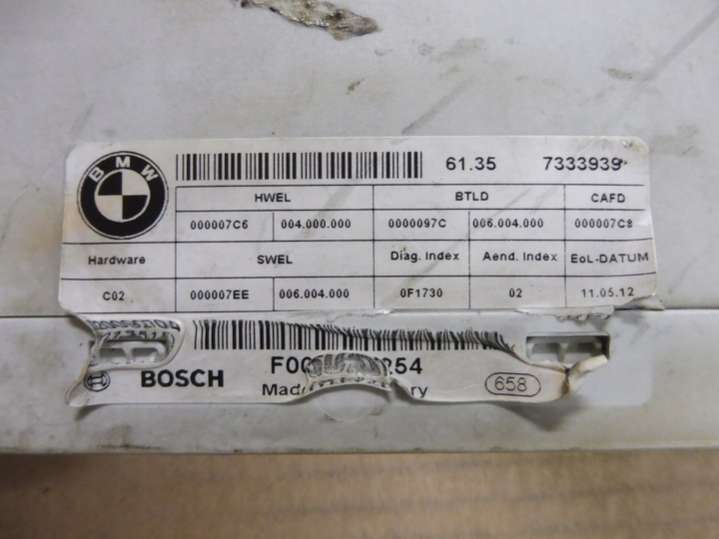 BMW
61.35 7333939
HWEL BTLD CAFD
000007C6 004.000.000 0000097C 006.004.000 000007C8
Hardware SWEL Diag. Index Aend. Index EoL-DATUM
C02 000007EE 006.004.000 0F1730 02 11.05.12
BOSCH
658